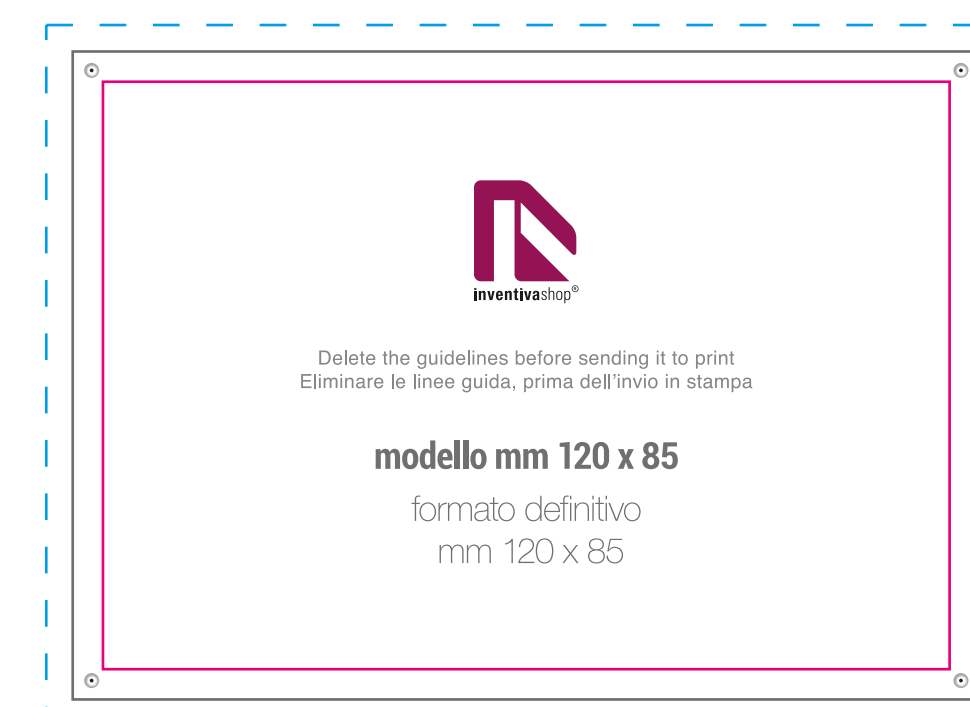 inventivashop®
Delete the guidelines before sending it to print
Eliminare le linee guida, prima dell'invio in stampa
modello mm 120 x 85
formato definitivo
mm 120 x 85